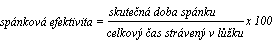 spánková efektivita = skutečná doba spánku / celkový čas strávený v lůžku x 100